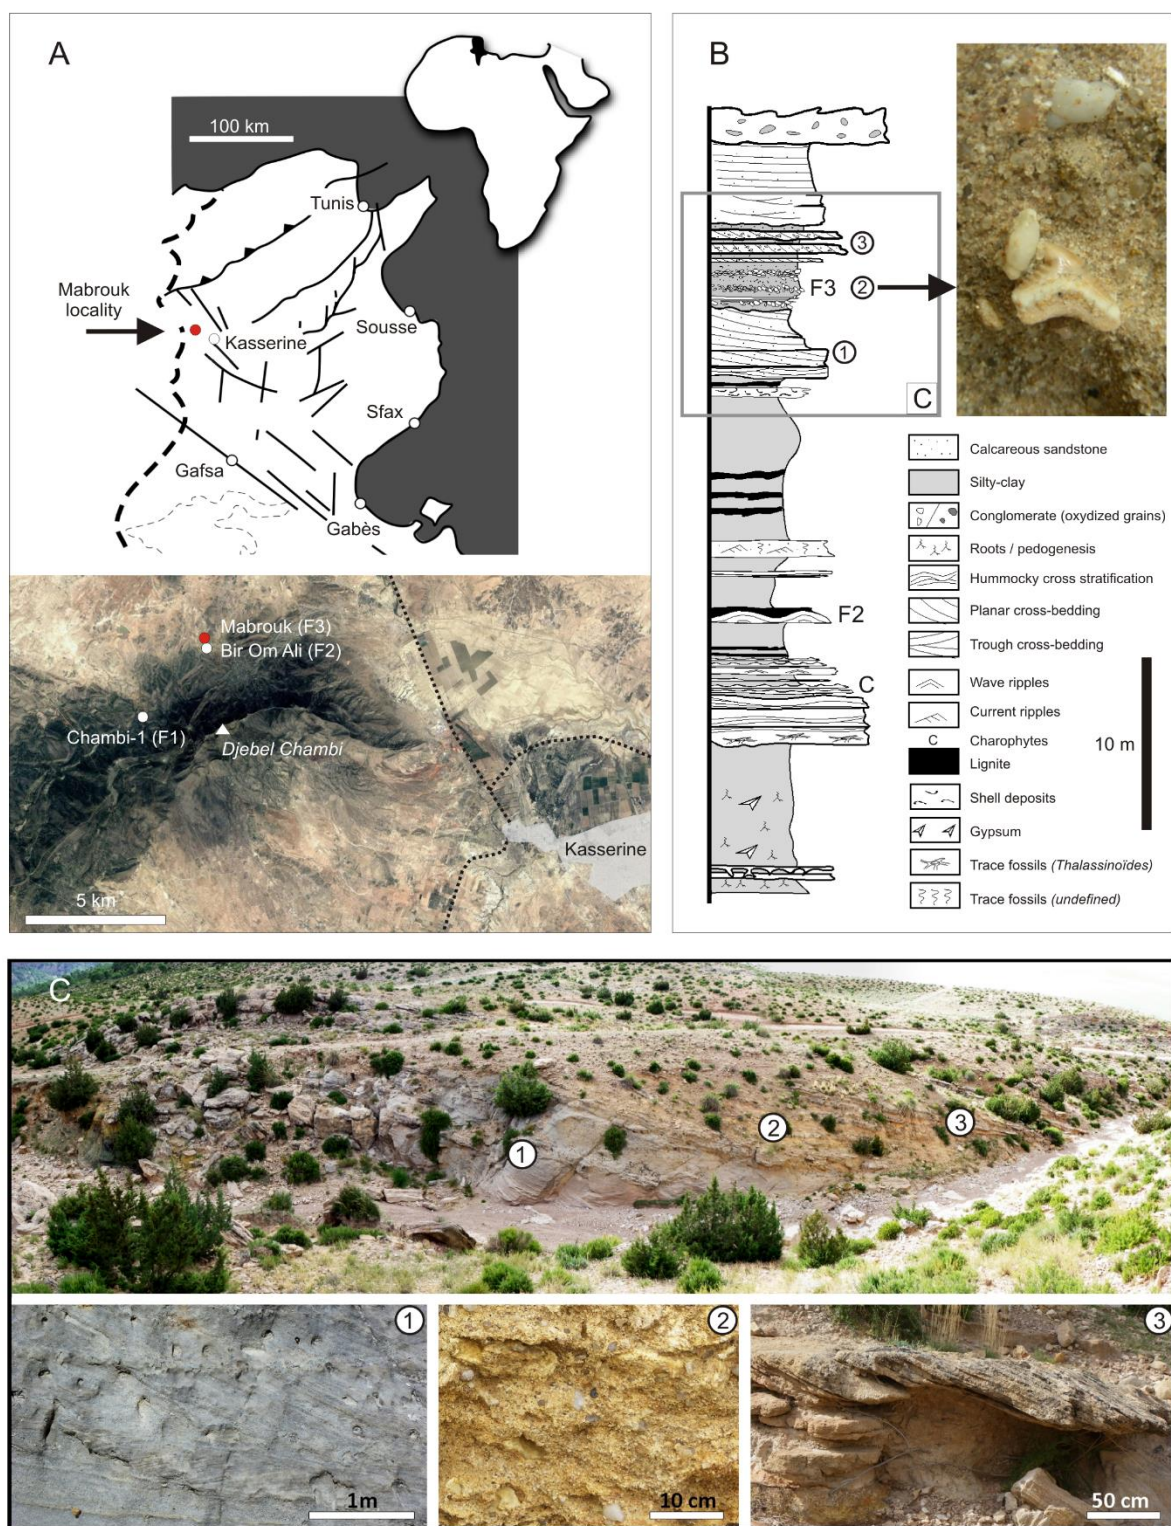 A
100 km
Tunis
Mabrouk
locality
Kasserine
Sousse
Sfax
Gafsa
Gabès
Mabrouk (F3)
Bir Om Ali (F2)
Chambi-1 (F1)
Djebel Chambi
Kasserine
5 km
B
3
F3
2
1
C
F2
C
Calcareous sandstone
Silty-clay
Conglomerate (oxydized grains)
Roots / pedogenesis
Hummocky cross stratification
Planar cross-bedding
Trough cross-bedding
Wave ripples
Current ripples
C Charophytes
Lignite
Shell deposits
Gypsum
Trace fossils (Thalassinoïdes)
Trace fossils (undefined)
10 m
C
1
2
3
1
1m
2
10 cm
3
50 cm